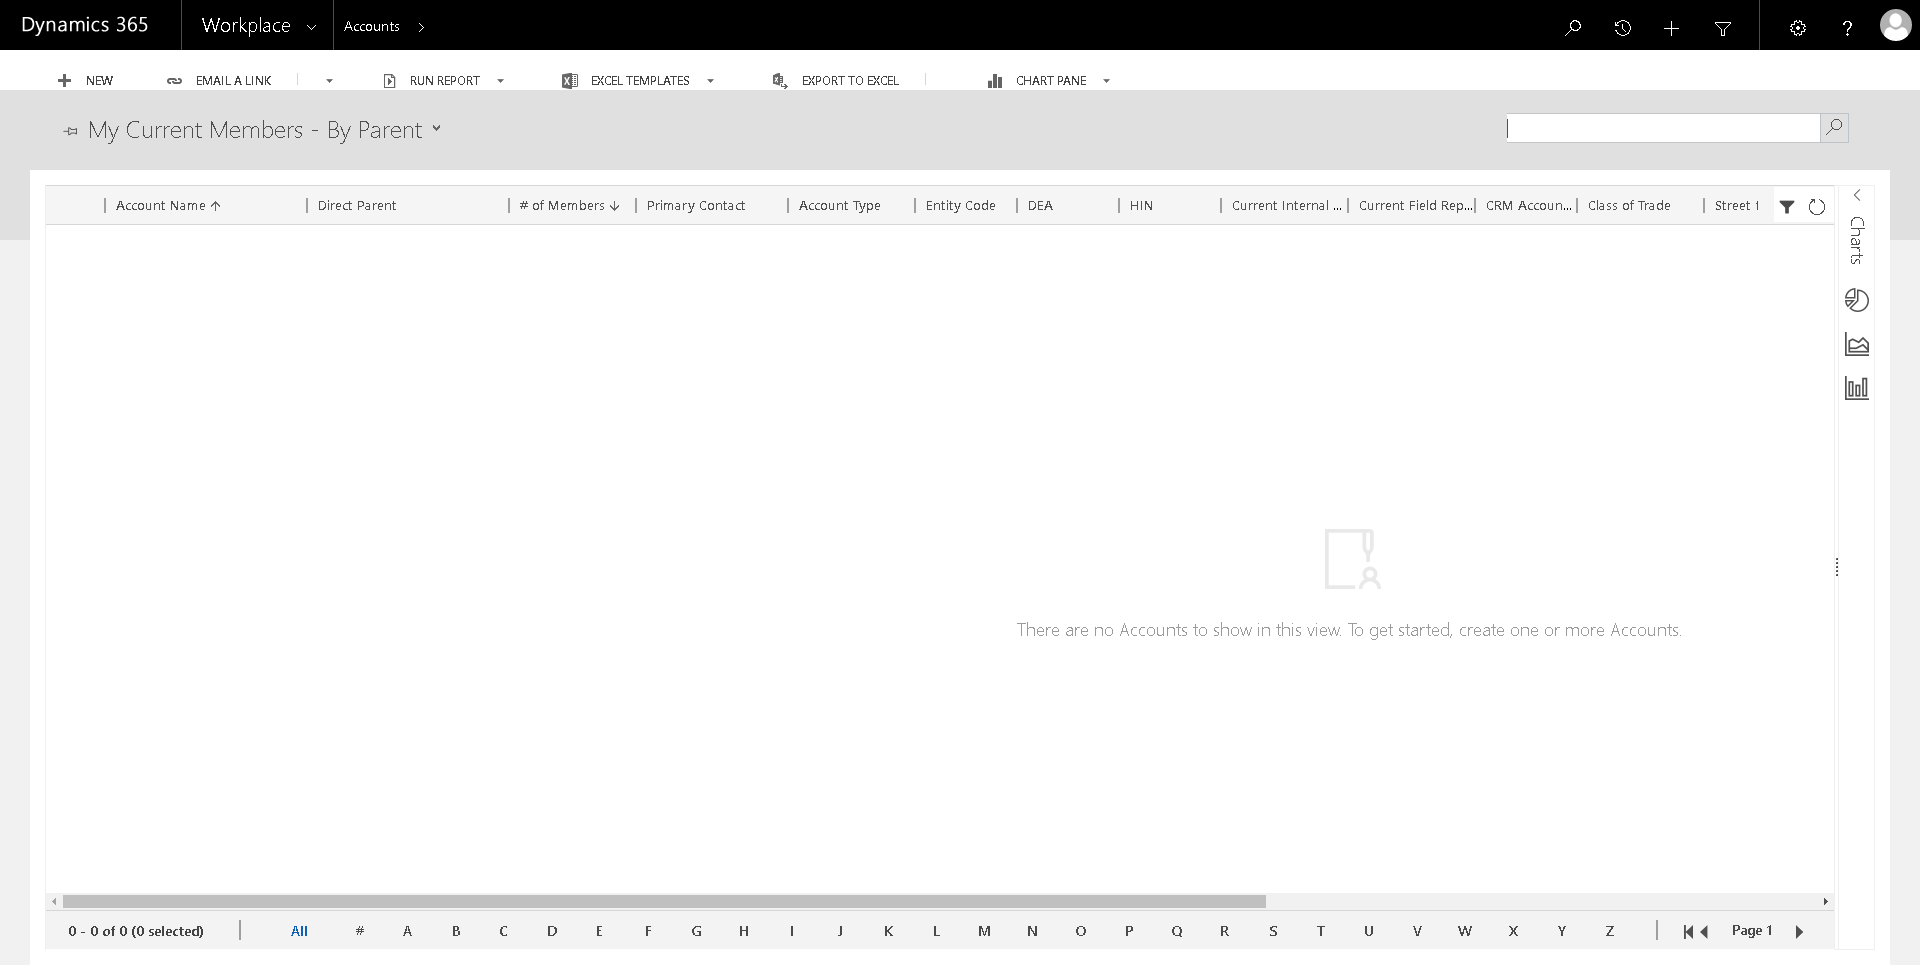 Dynamics 365 Workplace Accounts
NEW EMAIL A LINK RUN REPORT EXCEL TEMPLATES EXPORT TO EXCEL CHART PANE
My Current Members - By Parent
Account Name Direct Parent # of Members Primary Contact Account Type Entity Code DEA HIN Current Internal ... Current Field Rep... CRM Accoun... Class of Trade Street 1
Charts
There are no Accounts to show in this view. To get started, create one or more Accounts.
0 - 0 of 0 (0 selected) All # A B C D E F G H I J K L M N O P Q R S T U V W X Y Z Page 1